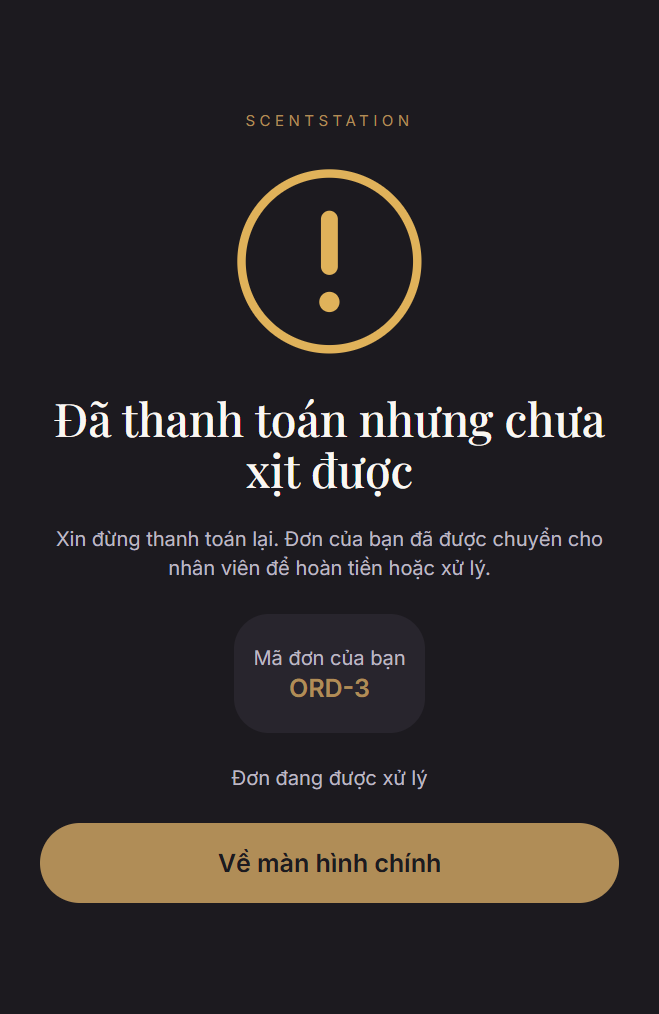 SCENTSTATION
Đã thanh toán nhưng chưa
xịt được
Xin đừng thanh toán lại. Đơn của bạn đã được chuyển cho
nhân viên để hoàn tiền hoặc xử lý.
Mã đơn của bạn
ORD-3
Đơn đang được xử lý
Về màn hình chính